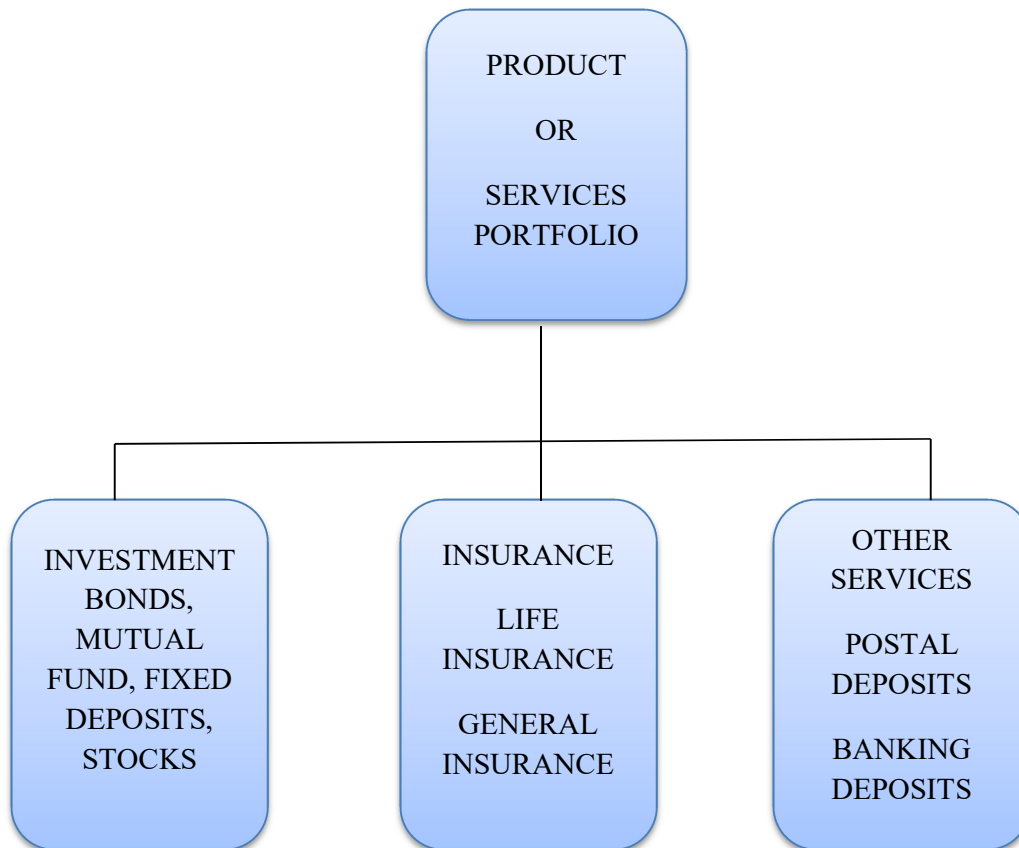 PRODUCT
OR
SERVICES
PORTFOLIO
INVESTMENT
BONDS,
MUTUAL
FUND, FIXED
DEPOSITS,
STOCKS
INSURANCE
LIFE
INSURANCE
GENERAL
INSURANCE
OTHER
SERVICES
POSTAL
DEPOSITS
BANKING
DEPOSITS